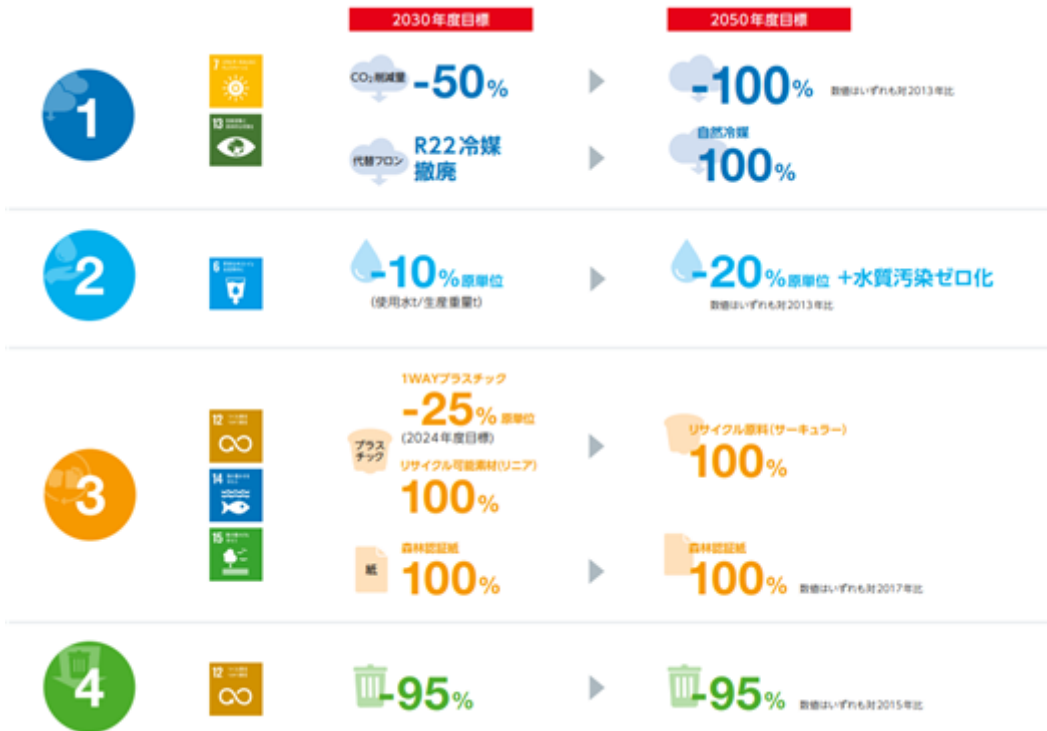 2030年度目標
2050年度目標
1
7
13
CO₂削減量
-50%
-100%
数値はいずれも対2013年比
代替フロン
R22冷媒
撤廃
自然冷媒
100%
2
6
-10%原単位
(使用水t/生産重量t)
-20%原単位 +水質汚染ゼロ化
数値はいずれも対2013年比
3
12
14
15
プラス
チック
1WAYプラスチック
-25%原単位
(2024年度目標)
リサイクル可能素材(リニア)
100%
リサイクル原料(サーキュラー)
100%
紙
森林認証紙
100%
森林認証紙
100%
数値はいずれも対2017年比
4
12
-95%
-95%
数値はいずれも対2015年比